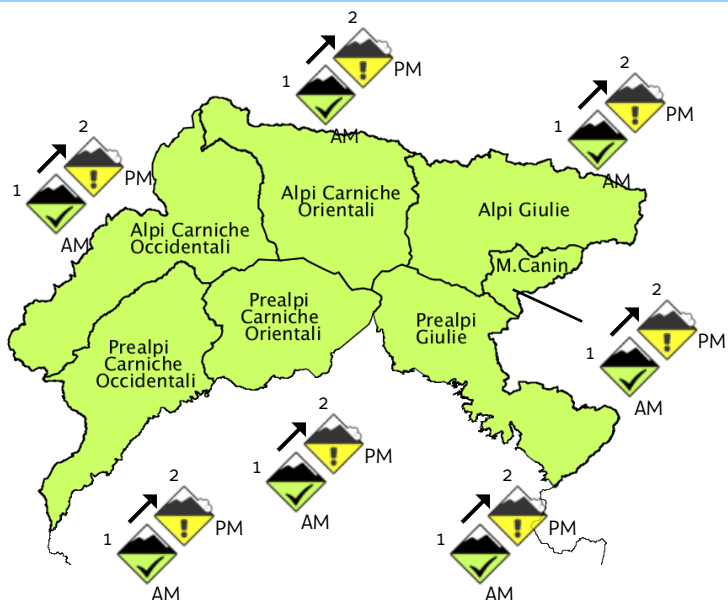 2
1
PM
AM
2
1
PM
AM
2
1
PM
AM
Alpi Carniche
Orientali
Alpi Giulie
Alpi Carniche
Occidentali
M.Canin
Prealpi
Carniche
Orientali
Prealpi
Giulie
Prealpi
Carniche
Occidentali
2
1
PM
AM
2
1
PM
AM
2
1
PM
AM
2
1
PM
AM